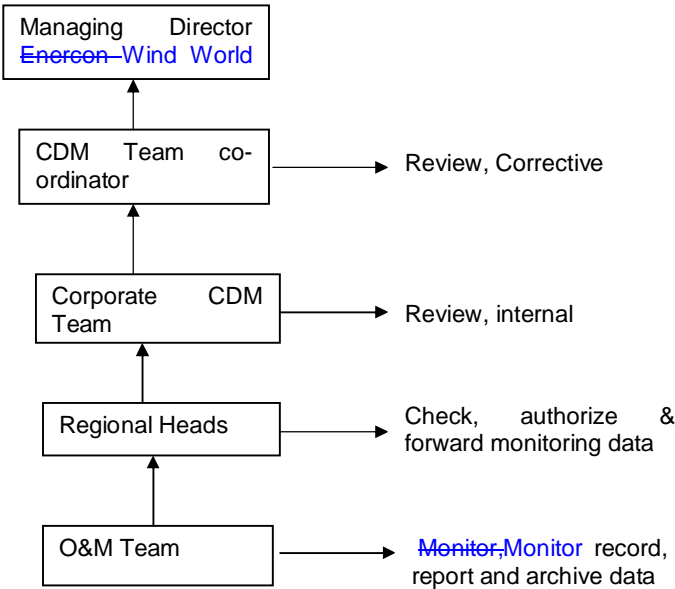 Managing Director
Enercon Wind World
CDM Team co-
ordinator
Review, Corrective
Corporate CDM
Team
Review, internal
Regional Heads
Check, authorize &
forward monitoring data
O&M Team
Monitor,Monitor record,
report and archive data